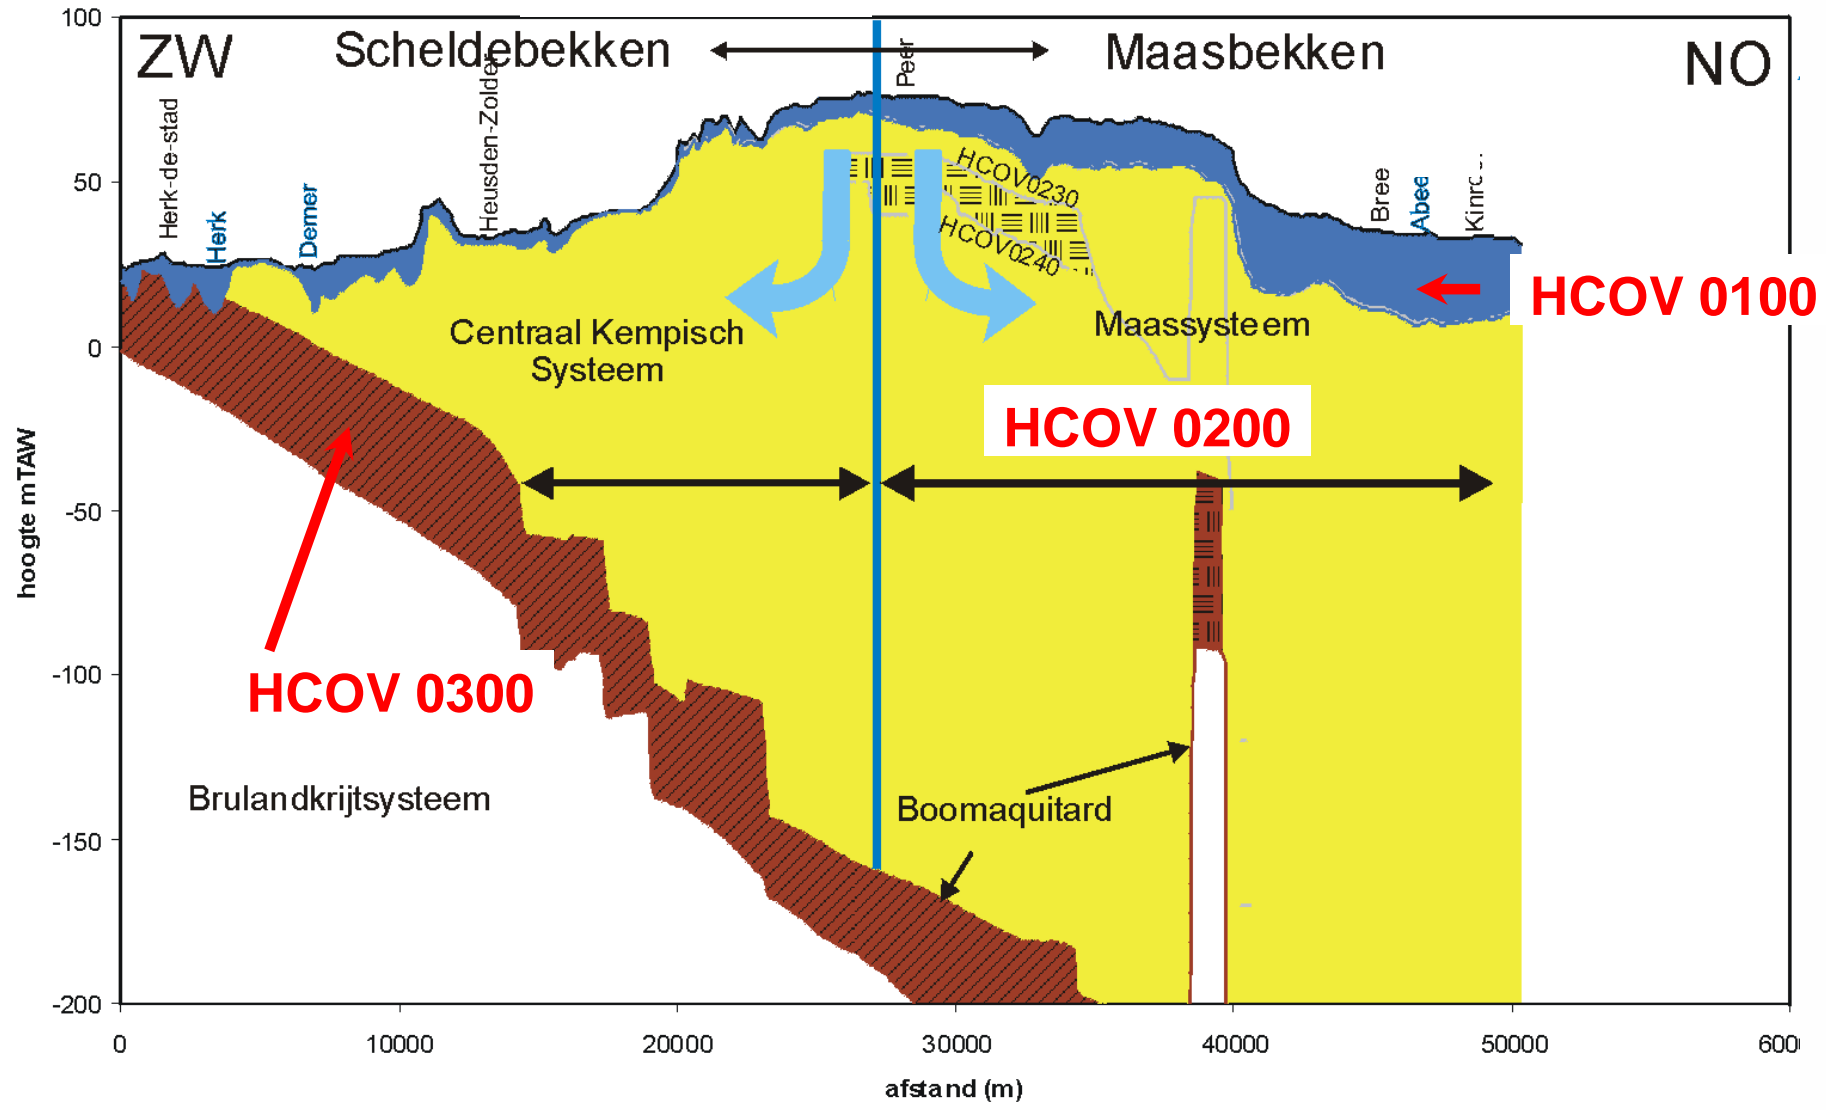 ZW
Scheldebekken
Maasbekken
NO
Herk-de-stad
Herk
Demer
Heusden-Zolder
Peer
Bree
Abee
HCOV0230
HCOV0240
HCOV 0100
Centraal Kempisch
Systeem
Maassysteem
HCOV 0200
HCOV 0300
Brulandkrijtsysteem
Boomaquitard
hoogte mTAW
100
50
0
-50
-100
-150
-200
0
10000
20000
30000
40000
50000
afstand (m)